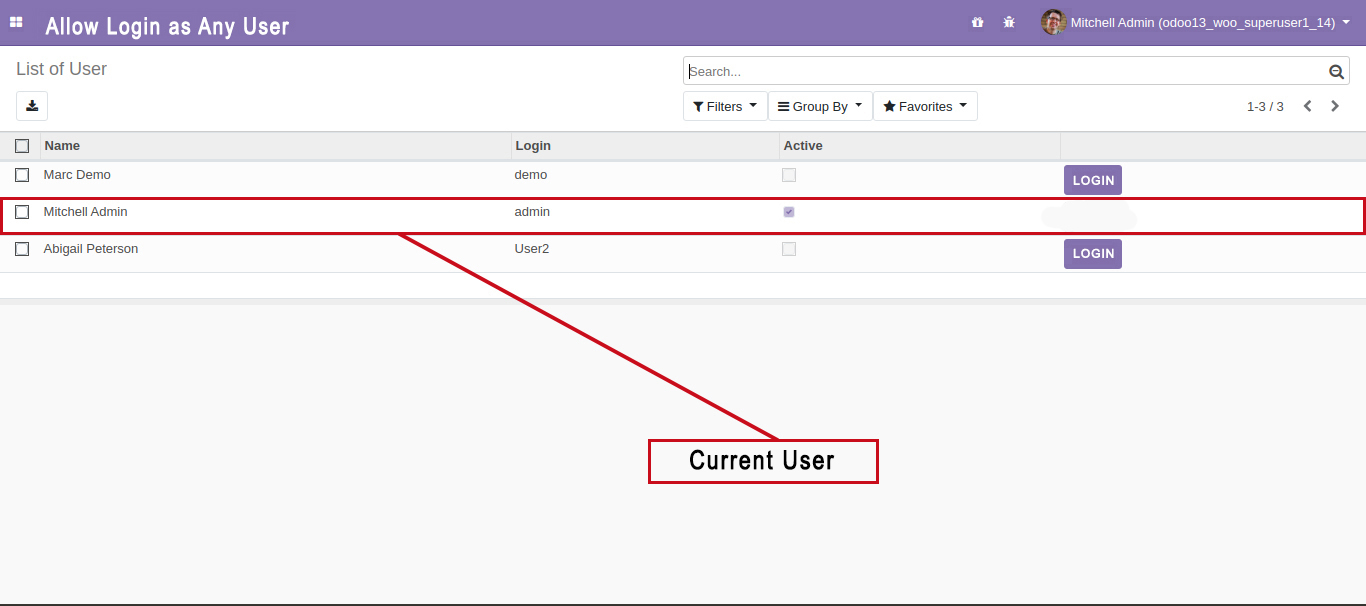 Allow Login as Any User
Mitchell Admin (odoo13_woo_superuser1_14)
List of User
Search...
Filters
Group By
Favorites
1-3 / 3
Name Login Active
Marc Demo demo LOGIN
Mitchell Admin admin
Abigail Peterson User2 LOGIN
Current User